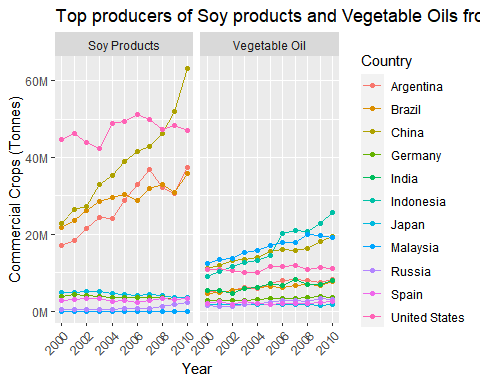 Top producers of Soy products and Vegetable Oils fro
Soy Products
Vegetable Oil
Commercial Crops (Tonnes)
60M
40M
20M
0M
2000 2002 2004 2006 2008 2010
2000 2002 2004 2006 2008 2010
Year
Country
Argentina
Brazil
China
Germany
India
Indonesia
Japan
Malaysia
Russia
Spain
United States